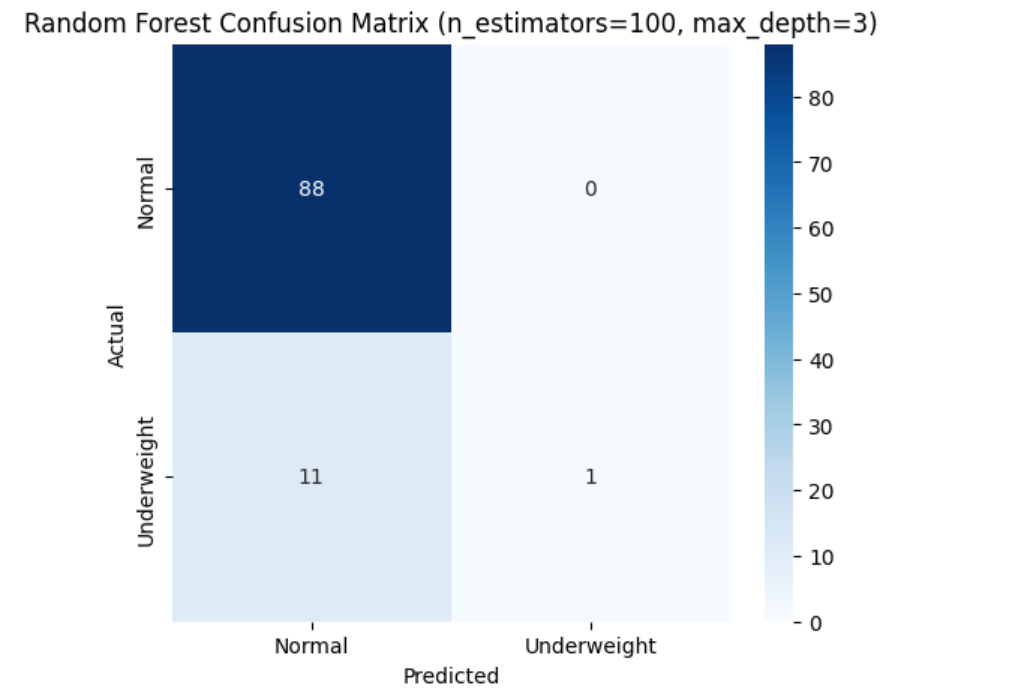 Random Forest Confusion Matrix (n_estimators=100, max_depth=3)
Actual
Normal
88
0
Underweight
11
1
Normal
Underweight
Predicted
80
70
60
50
40
30
20
10
0